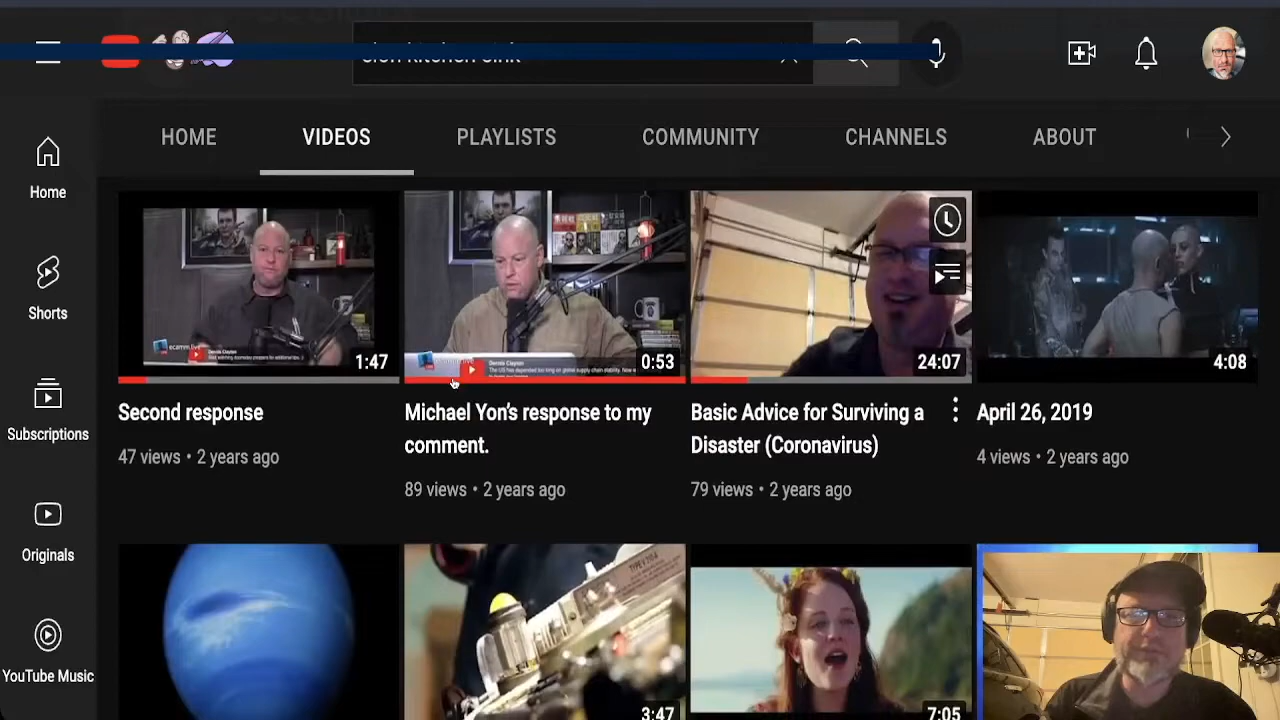 HOME
VIDEOS
PLAYLISTS
COMMUNITY
CHANNELS
ABOUT
Home
Shorts
Subscriptions
Originals
YouTube Music
1:47
0:53
24:07
4:08
Second response
47 views • 2 years ago
Michael Yon's response to my
comment.
89 views • 2 years ago
Basic Advice for Surviving a
Disaster (Coronavirus)
79 views • 2 years ago
April 26, 2019
4 views • 2 years ago
3:47
7:05